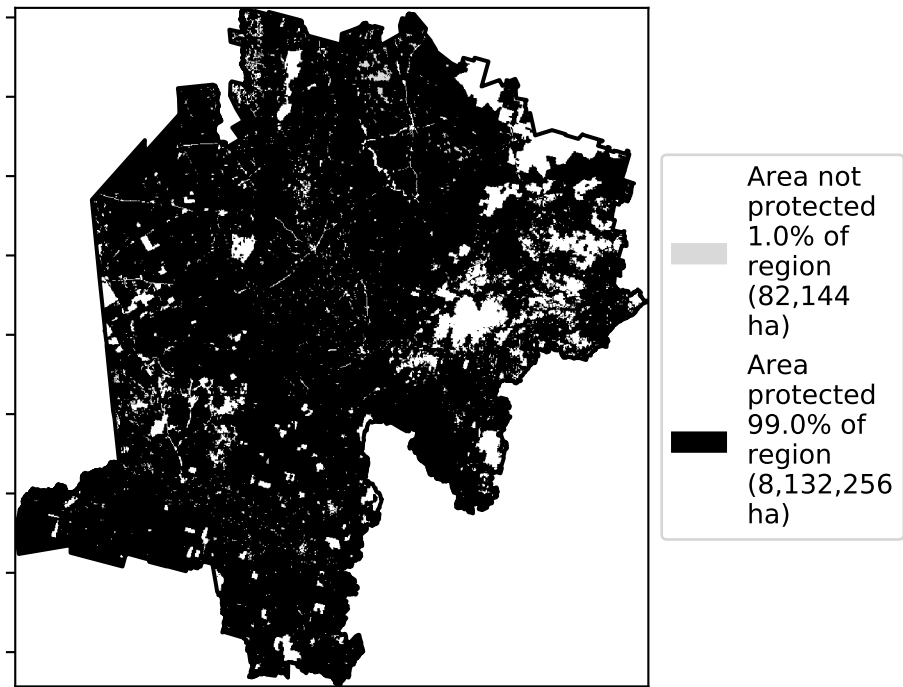 Area not
protected
1.0% of
region
(82,144
ha)
Area
protected
99.0% of
region
(8,132,256
ha)